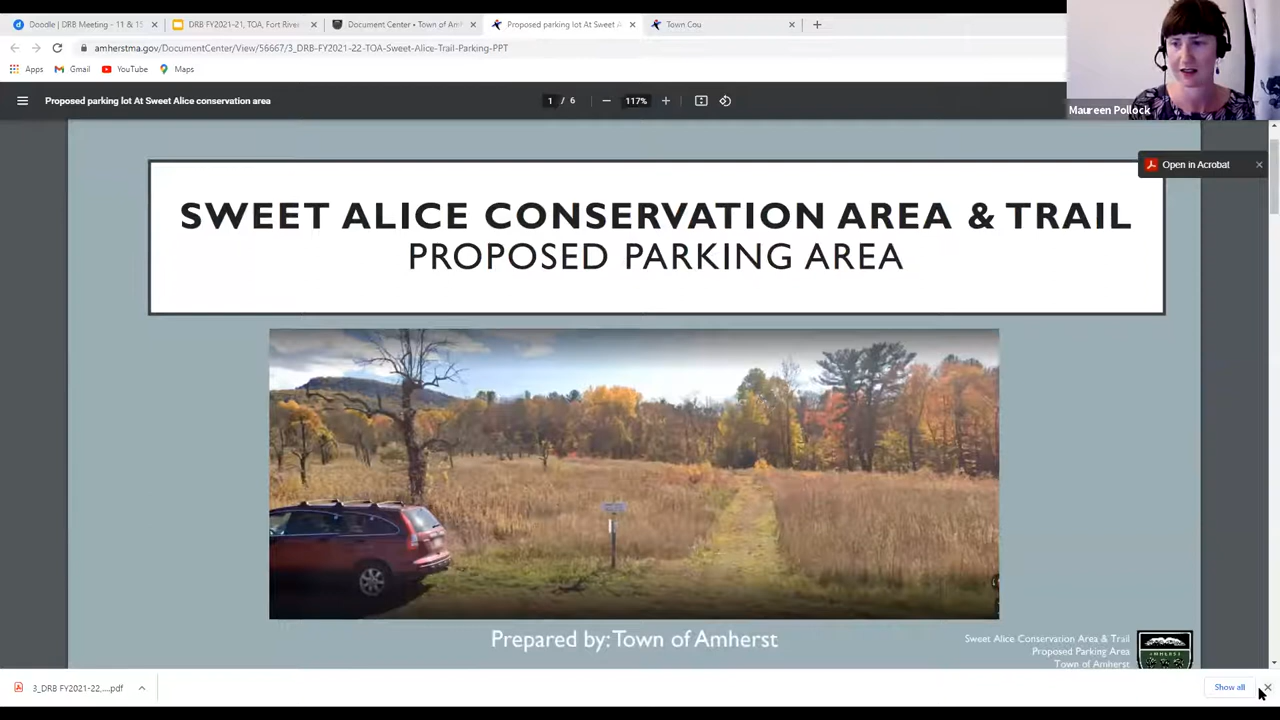 Doodle | DRB Meeting - 11 & 15
DRB FY2021-21, TOA, Fort River
Document Center • Town of Am
Proposed parking lot At Sweet A
Town Cou
amherstma.gov/DocumentCenter/View/56667/3_DRB-FY2021-22-TOA-Sweet-Alice-Trail-Parking-PPT
Apps
Gmail
YouTube
Maps
Proposed parking lot At Sweet Alice conservation area
1 / 6
117%
Maureen Pollock
Open in Acrobat
SWEET ALICE CONSERVATION AREA & TRAIL
PROPOSED PARKING AREA
Prepared by: Town of Amherst
Sweet Alice Conservation Area & Trail
Proposed Parking Area
Town of Amherst
AMHERST
3_DRB FY2021-22,....pdf
Show all